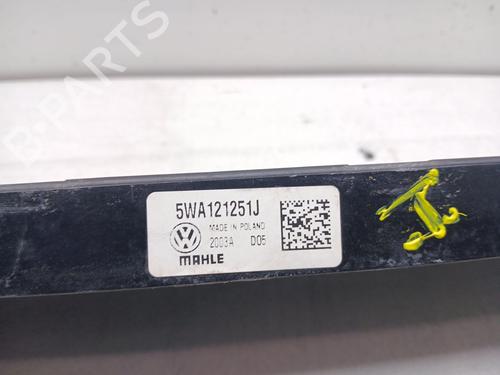 B-PARTS
5WA121251J
MADE IN POLAND
2003A D05
MAHLE